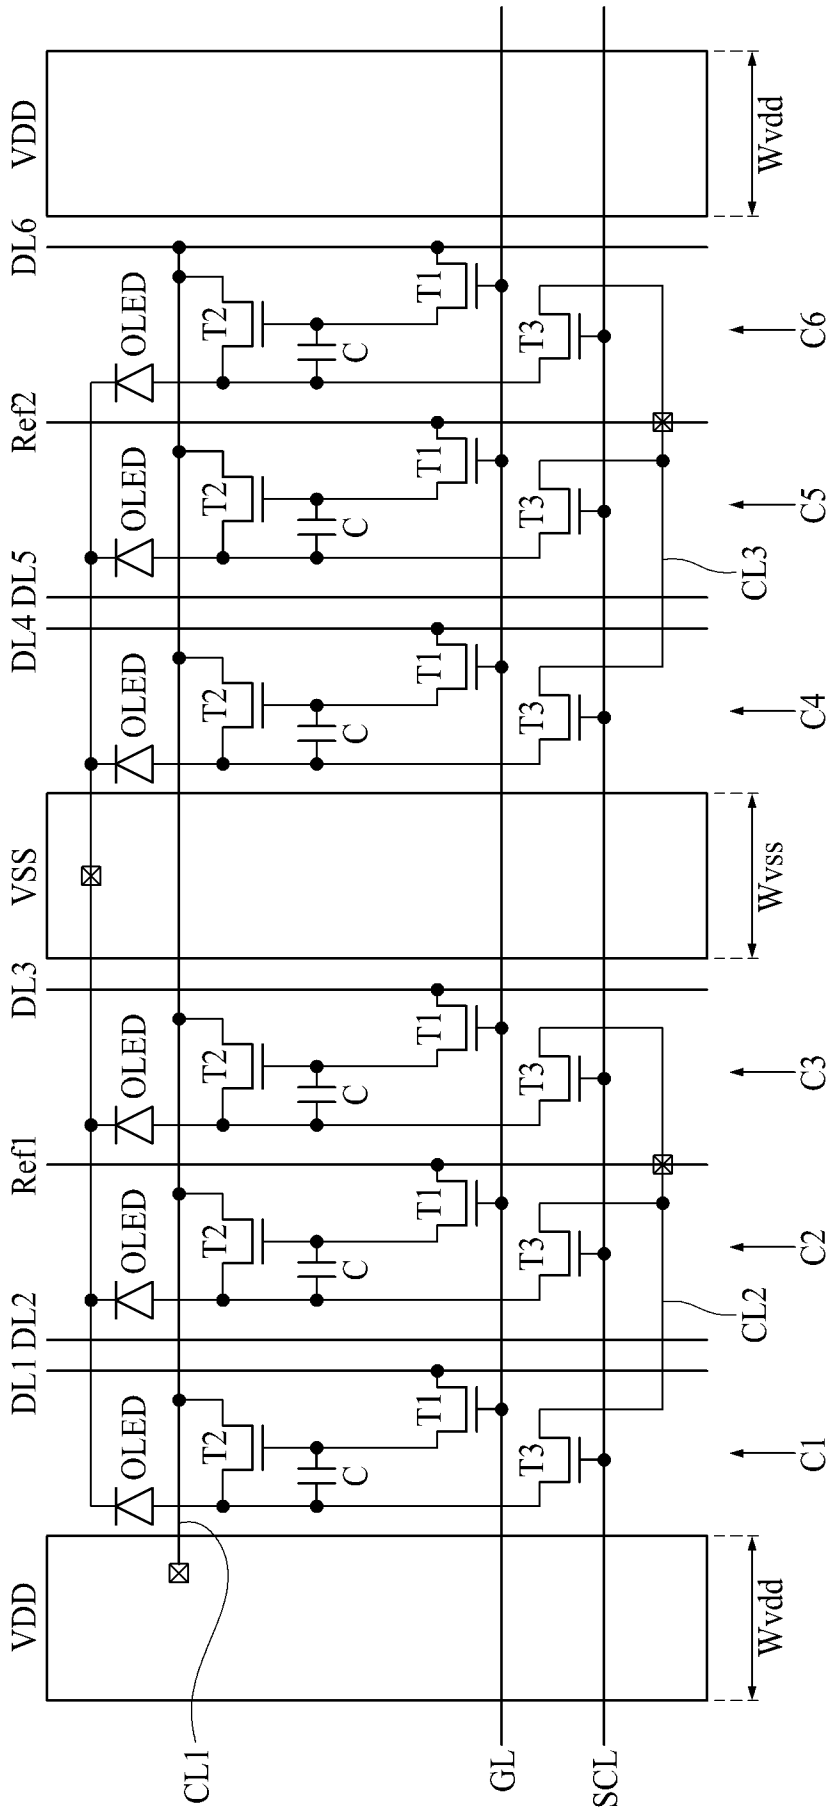 VDD DL1 DL2 Ref1 DL3 VSS DL4 DL5 Ref2 DL6 VDD
OLED OLED OLED OLED OLED OLED
CL1
T2 T2 T2 T2 T2 T2
C C C C C C
T1 T1 T1 T1 T1 T1
GL
T3 T3 T3 T3 T3 T3
SCL
CL2 CL3
Wvdd Wvss Wvdd
C1 C2 C3 C4 C5 C6